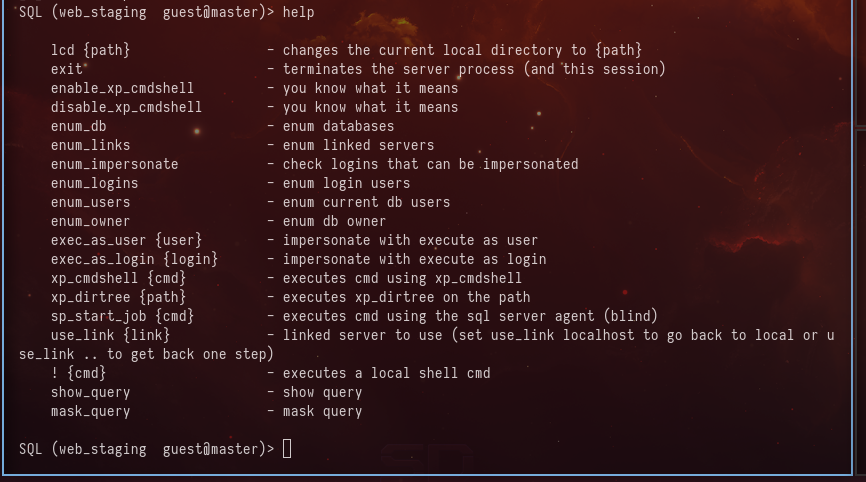 SQL (web_staging  guest@master)> help
lcd {path}                 - changes the current local directory to {path}
exit                       - terminates the server process (and this session)
enable_xp_cmdshell         - you know what it means
disable_xp_cmdshell        - you know what it means
enum_db                    - enum databases
enum_links                 - enum linked servers
enum_impersonate           - check logins that can be impersonated
enum_logins                - enum login users
enum_users                 - enum current db users
enum_owner                 - enum db owner
exec_as_user {user}        - impersonate with execute as user
exec_as_login {login}      - impersonate with execute as login
xp_cmdshell {cmd}          - executes cmd using xp_cmdshell
xp_dirtree {path}          - executes xp_dirtree on the path
sp_start_job {cmd}         - executes cmd using the sql server agent (blind)
use_link {link}            - linked server to use (set use_link localhost to go back to local or u
se_link .. to get back one step)
! {cmd}                    - executes a local shell cmd
show_query                 - show query
mask_query                 - mask query
SQL (web_staging  guest@master)>